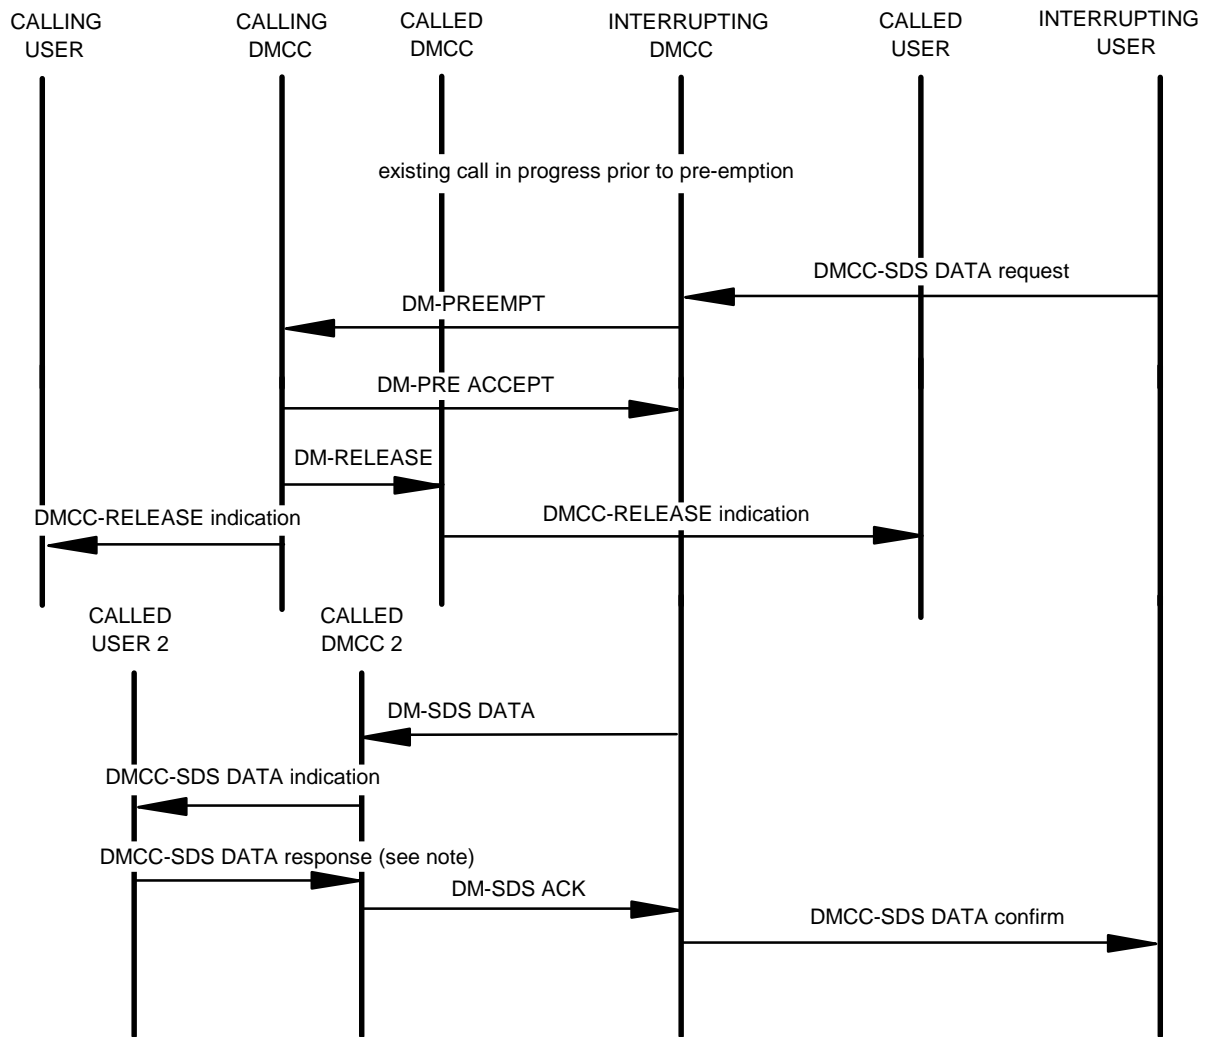 CALLING
USER
CALLING
DMCC
CALLED
DMCC
INTERRUPTING
DMCC
CALLED
USER
INTERRUPTING
USER
existing call in progress prior to pre-emption
DMCC-SDS DATA request
DM-PREEMPT
DM-PRE ACCEPT
DM-RELEASE
DMCC-RELEASE indication
DMCC-RELEASE indication
CALLED
USER 2
CALLED
DMCC 2
DM-SDS DATA
DMCC-SDS DATA indication
DMCC-SDS DATA response (see note)
DM-SDS ACK
DMCC-SDS DATA confirm